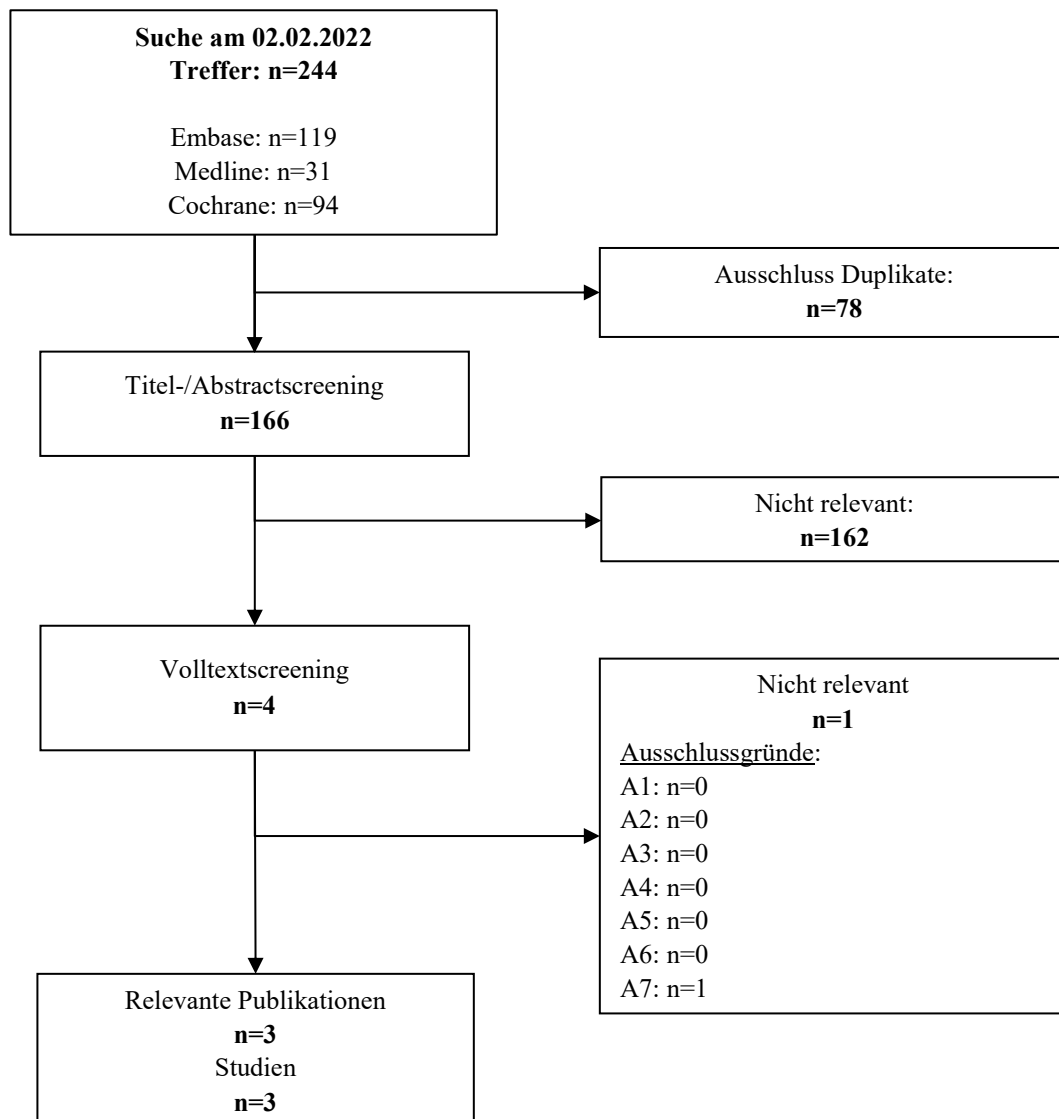 Suche am 02.02.2022
Treffer: n=244
Embase: n=119
Medline: n=31
Cochrane: n=94
Ausschluss Duplikate:
n=78
Titel-/Abstractscreening
n=166
Nicht relevant:
n=162
Volltextscreening
n=4
Nicht relevant
n=1
Ausschlussgründe:
A1: n=0
A2: n=0
A3: n=0
A4: n=0
A5: n=0
A6: n=0
A7: n=1
Relevante Publikationen
n=3
Studien
n=3